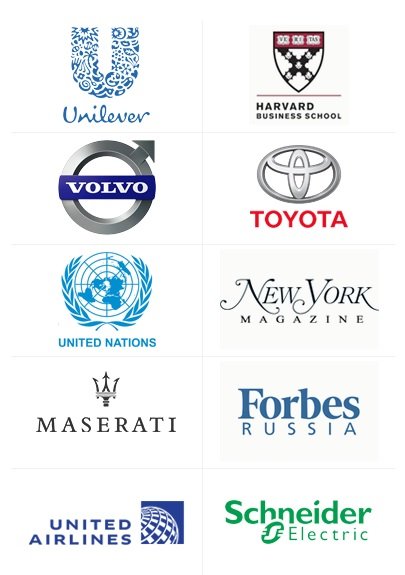 Unilever
VE RI TAS
HARVARD
BUSINESS SCHOOL
VOLVO
TOYOTA
UNITED NATIONS
NEW YORK
MAGAZINE
MASERATI
Forbes
RUSSIA
UNITED
AIRLINES
Schneider
Electric